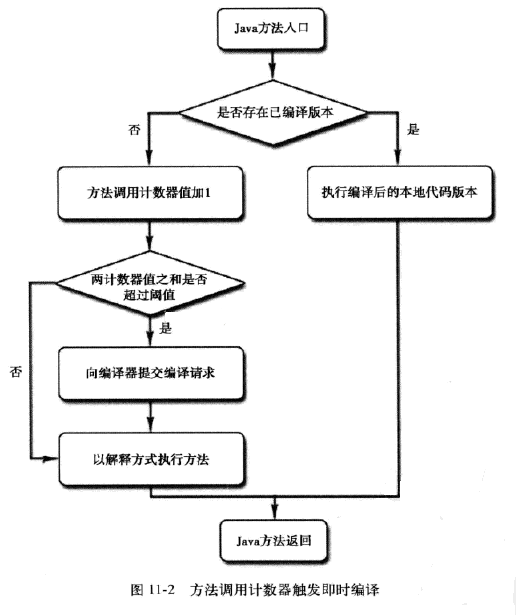 Java方法入口
是否存在已编译版本
否
是
方法调用计数器值加1
执行编译后的本地代码版本
两计数器值之和是否
超过阈值
是
否
向编译器提交编译请求
以解释方式执行方法
Java方法返回
图 11-2 方法调用计数器触发即时编译